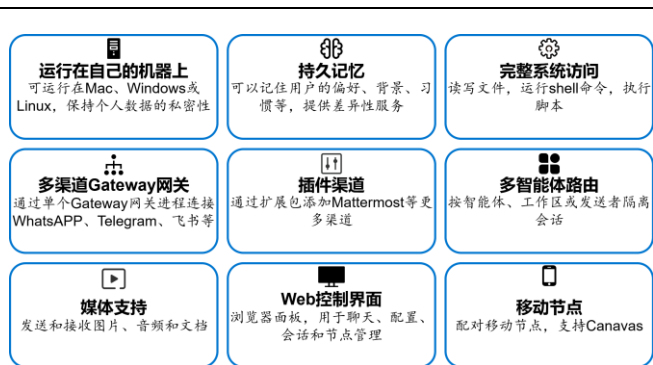 运行在自己的机器上
可运行在Mac、Windows或
Linux，保持个人数据的私密性
持久记忆
可以记住用户的偏好、背景、习
惯等，提供差异性服务
完整系统访问
读写文件，运行shell命令，执行
脚本
多渠道Gateway网关
通过单个Gateway网关进程连接
WhatsAPP、Telegram、飞书等
插件渠道
通过扩展包添加Mattermost等更
多渠道
多智能体路由
按智能体、工作区或发送者隔离
会话
媒体支持
发送和接收图片、音频和文档
Web控制界面
浏览器面板，用于聊天、配置、
会话和节点管理
移动节点
配对移动节点，支持Canavas